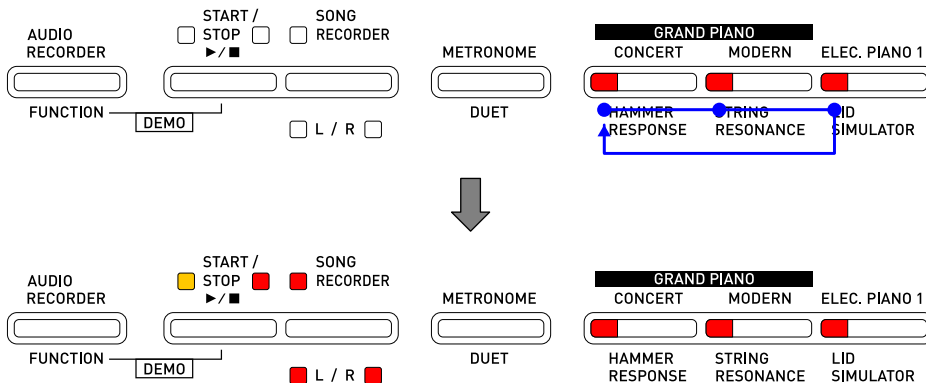 START /
SONG
STOP
AUDIO
RECORDER
RECORDER
▶/■
METRONOME
GRAND PIANO
CONCERT
MODERN
ELEC. PIANO 1
FUNCTION
DEMO
L / R
DUET
HAMMER
RESPONSE
STRING
RESONANCE
LID
SIMULATOR
START /
SONG
STOP
AUDIO
RECORDER
RECORDER
▶/■
METRONOME
GRAND PIANO
CONCERT
MODERN
ELEC. PIANO 1
FUNCTION
DEMO
L / R
DUET
HAMMER
RESPONSE
STRING
RESONANCE
LID
SIMULATOR